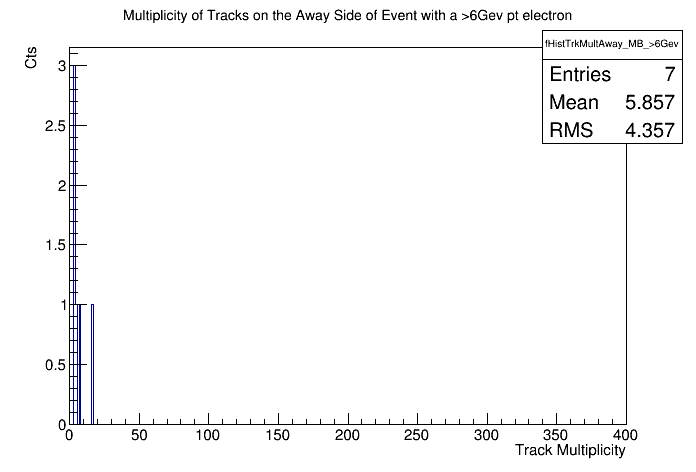 Multiplicity of Tracks on the Away Side of Event with a >6Gev pt electron
fHistTrkMultAway_MB_>6Gev
Entries 7
Mean 5.857
RMS 4.357
Cts
3
2.5
2
1.5
1
0.5
0
0 50 100 150 200 250 300 350 400
Track Multiplicity